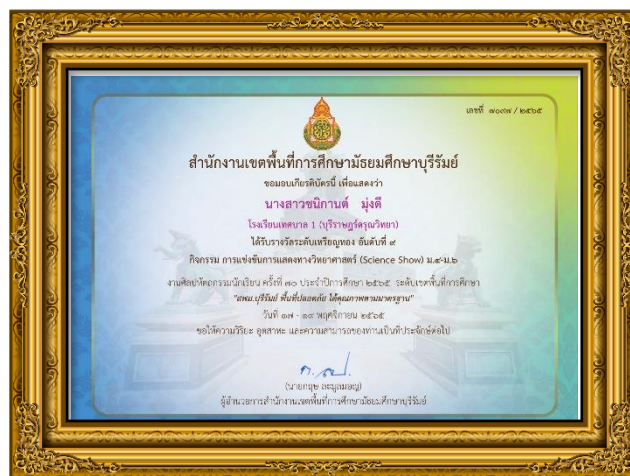 เลขที่ ๗๐๙๗ / ๒๕๖๕
สำนักงานเขตพื้นที่การศึกษามัธยมศึกษาบุรีรัมย์
ขอมอบเกียรติบัตรนี้ เพื่อแสดงว่า
นางสาวชนิกานต์ มุ่งดี
โรงเรียนเทศบาล 1 (บุรีราษฎร์ดรุณวิทยา)
ได้รับรางวัลระดับเหรียญทอง อันดับที่ ๙
กิจกรรม การแข่งขันการแสดงทางวิทยาศาสตร์ (Science Show) ม.๔-ม.๖
งานศิลปหัตถกรรมนักเรียน ครั้งที่ ๗๐ ประจำปีการศึกษา ๒๕๖๕ ระดับเขตพื้นที่การศึกษา
"สพม.บุรีรัมย์ พื้นที่ปลอดภัย ได้คุณภาพตามมาตรฐาน"
วันที่ ๑๗ - ๑๙ พฤศจิกายน ๒๕๖๕
ขอให้ความวิริยะ อุตสาหะ และความสามารถของท่านเป็นที่ประจักษ์ต่อไป
(นายกฤษ ละมูลมอญ)
ผู้อำนวยการสำนักงานเขตพื้นที่การศึกษามัธยมศึกษาบุรีรัมย์